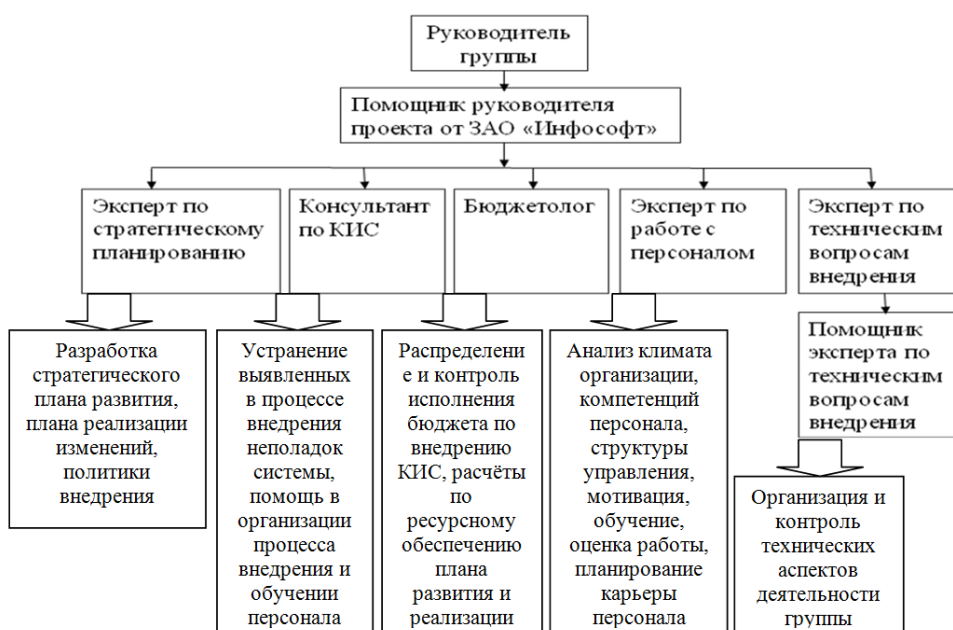 Руководитель
группы
Помощник руководителя
проекта от ЗАО «Инфософт»
Эксперт по
стратегическому
планированию
Консультант
по КИС
Бюджетолог
Эксперт по
работе с
персоналом
Эксперт по
техническим
вопросам
внедрения
Помощник
эксперта по
техническим
вопросам
внедрения
Разработка
стратегического
плана развития,
плана реализации
изменений,
политики
внедрения
Устранение
выявленных
в процессе
внедрения
неполадок
системы,
помощь в
организации
процесса
внедрения и
обучении
персонала
Распределени
е и контроль
исполнения
бюджета по
внедрению
КИС, расчёты
по
ресурсному
обеспечению
плана
развития и
реализации
Анализ климата
организации,
компетенций
персонала,
структуры
управления,
мотивация,
обучение,
оценка работы,
планирование
карьеры
персонала
Организация и
контроль
технических
аспектов
деятельности
группы